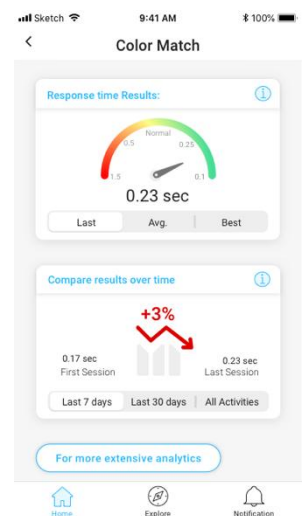 Sketch 9:41 AM 100%
Color Match
Response time Results:
Normal
0.5 0.25
1.5 0.1
0.23 sec
Last Avg. Best
Compare results over time
+3%
0.17 sec 0.23 sec
First Session Last Session
Last 7 days Last 30 days All Activities
For more extensive analytics
Home Explore Notification